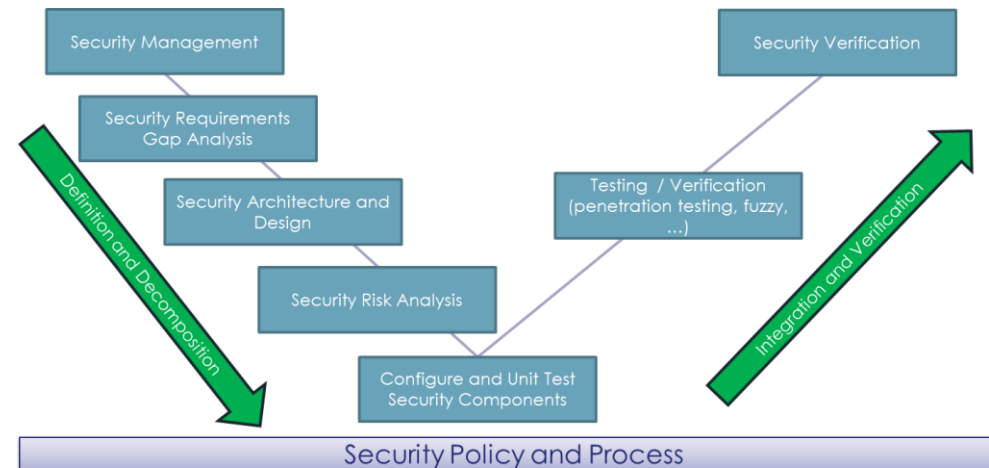 Security Management
Security Verification
Security Requirements
Gap Analysis
Security Architecture and
Design
Testing / Verification
(penetration testing, fuzzy,
...)
Security Risk Analysis
Configure and Unit Test
Security Components
Definition and Decomposition
Integration and Verification
Security Policy and Process